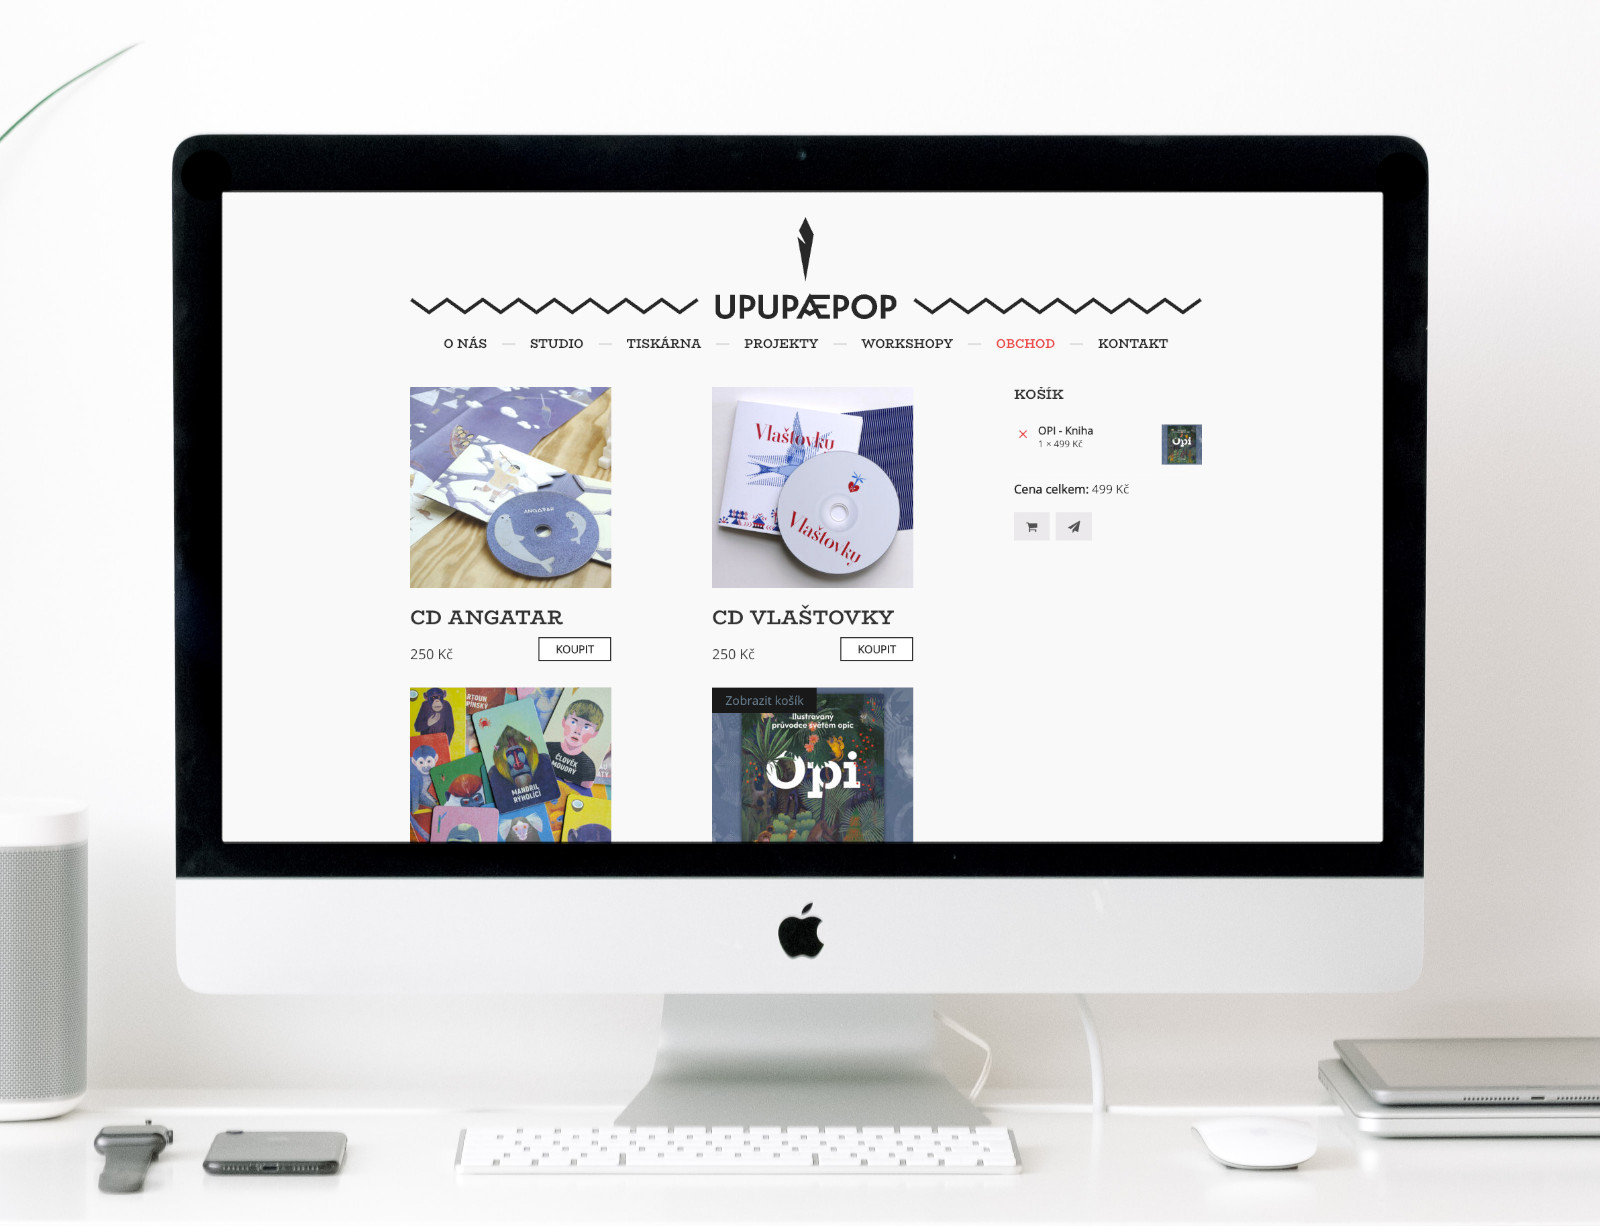 UPUPÆPOP
O NÁS — STUDIO — TISKÁRNA — PROJEKTY — WORKSHOPY — OBCHOD — KONTAKT
KOŠÍK
× OPI - Kniha
1 × 499 Kč
Opi
Cena celkem: 499 Kč
Vlaštovky
ANGATAR
Vlaštovky
CD ANGATAR
250 Kč
KOUPIT
CD VLAŠTOVKY
250 Kč
KOUPIT
ČLOVĚK
MOUDRÝ
MANDRIL
RÝHOLÍCÍ
Zobrazit košík
Ilustrovaný
průvodce světem opic
Opi